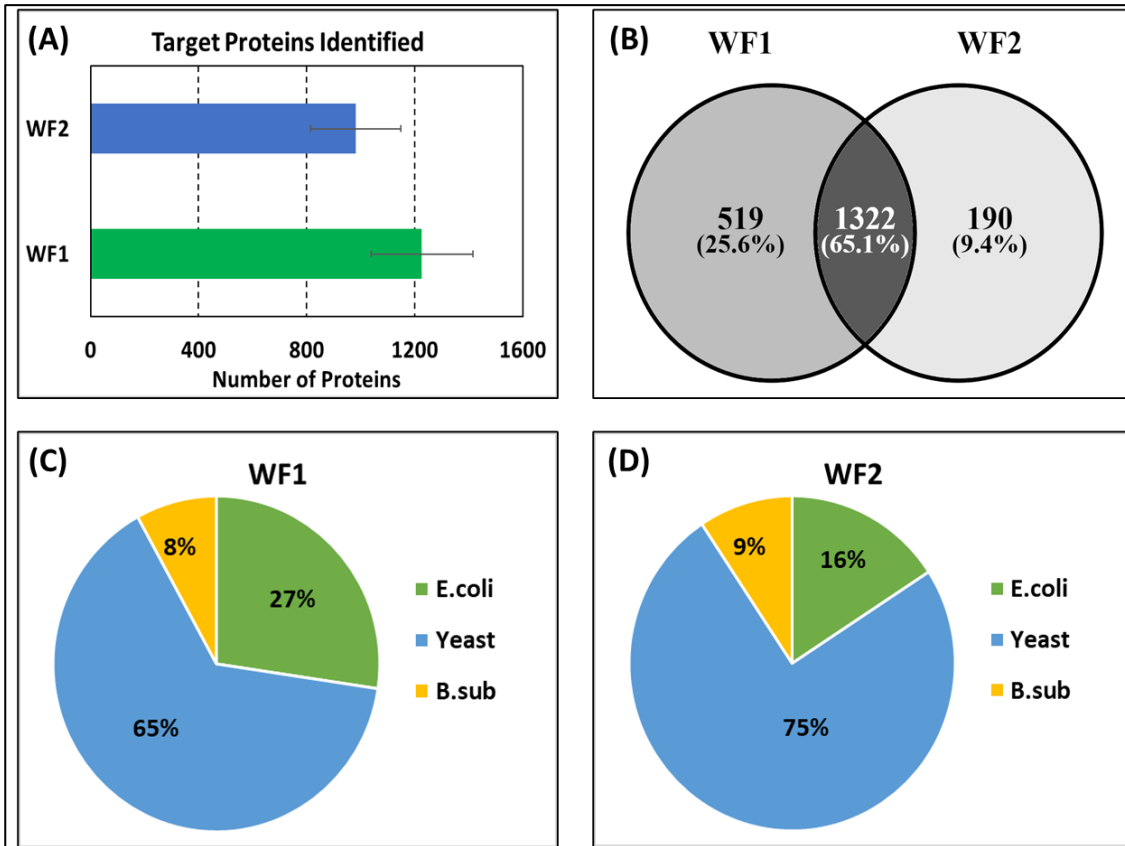 (A)
Target Proteins Identified
WF2
WF1
0 400 800 1200 1600
Number of Proteins
(B)
WF1 WF2
519 1322 190
(25.6%) (65.1%) (9.4%)
(C)
WF1
8%
27%
65%
E.coli
Yeast
B.sub
(D)
WF2
9%
16%
75%
E.coli
Yeast
B.sub